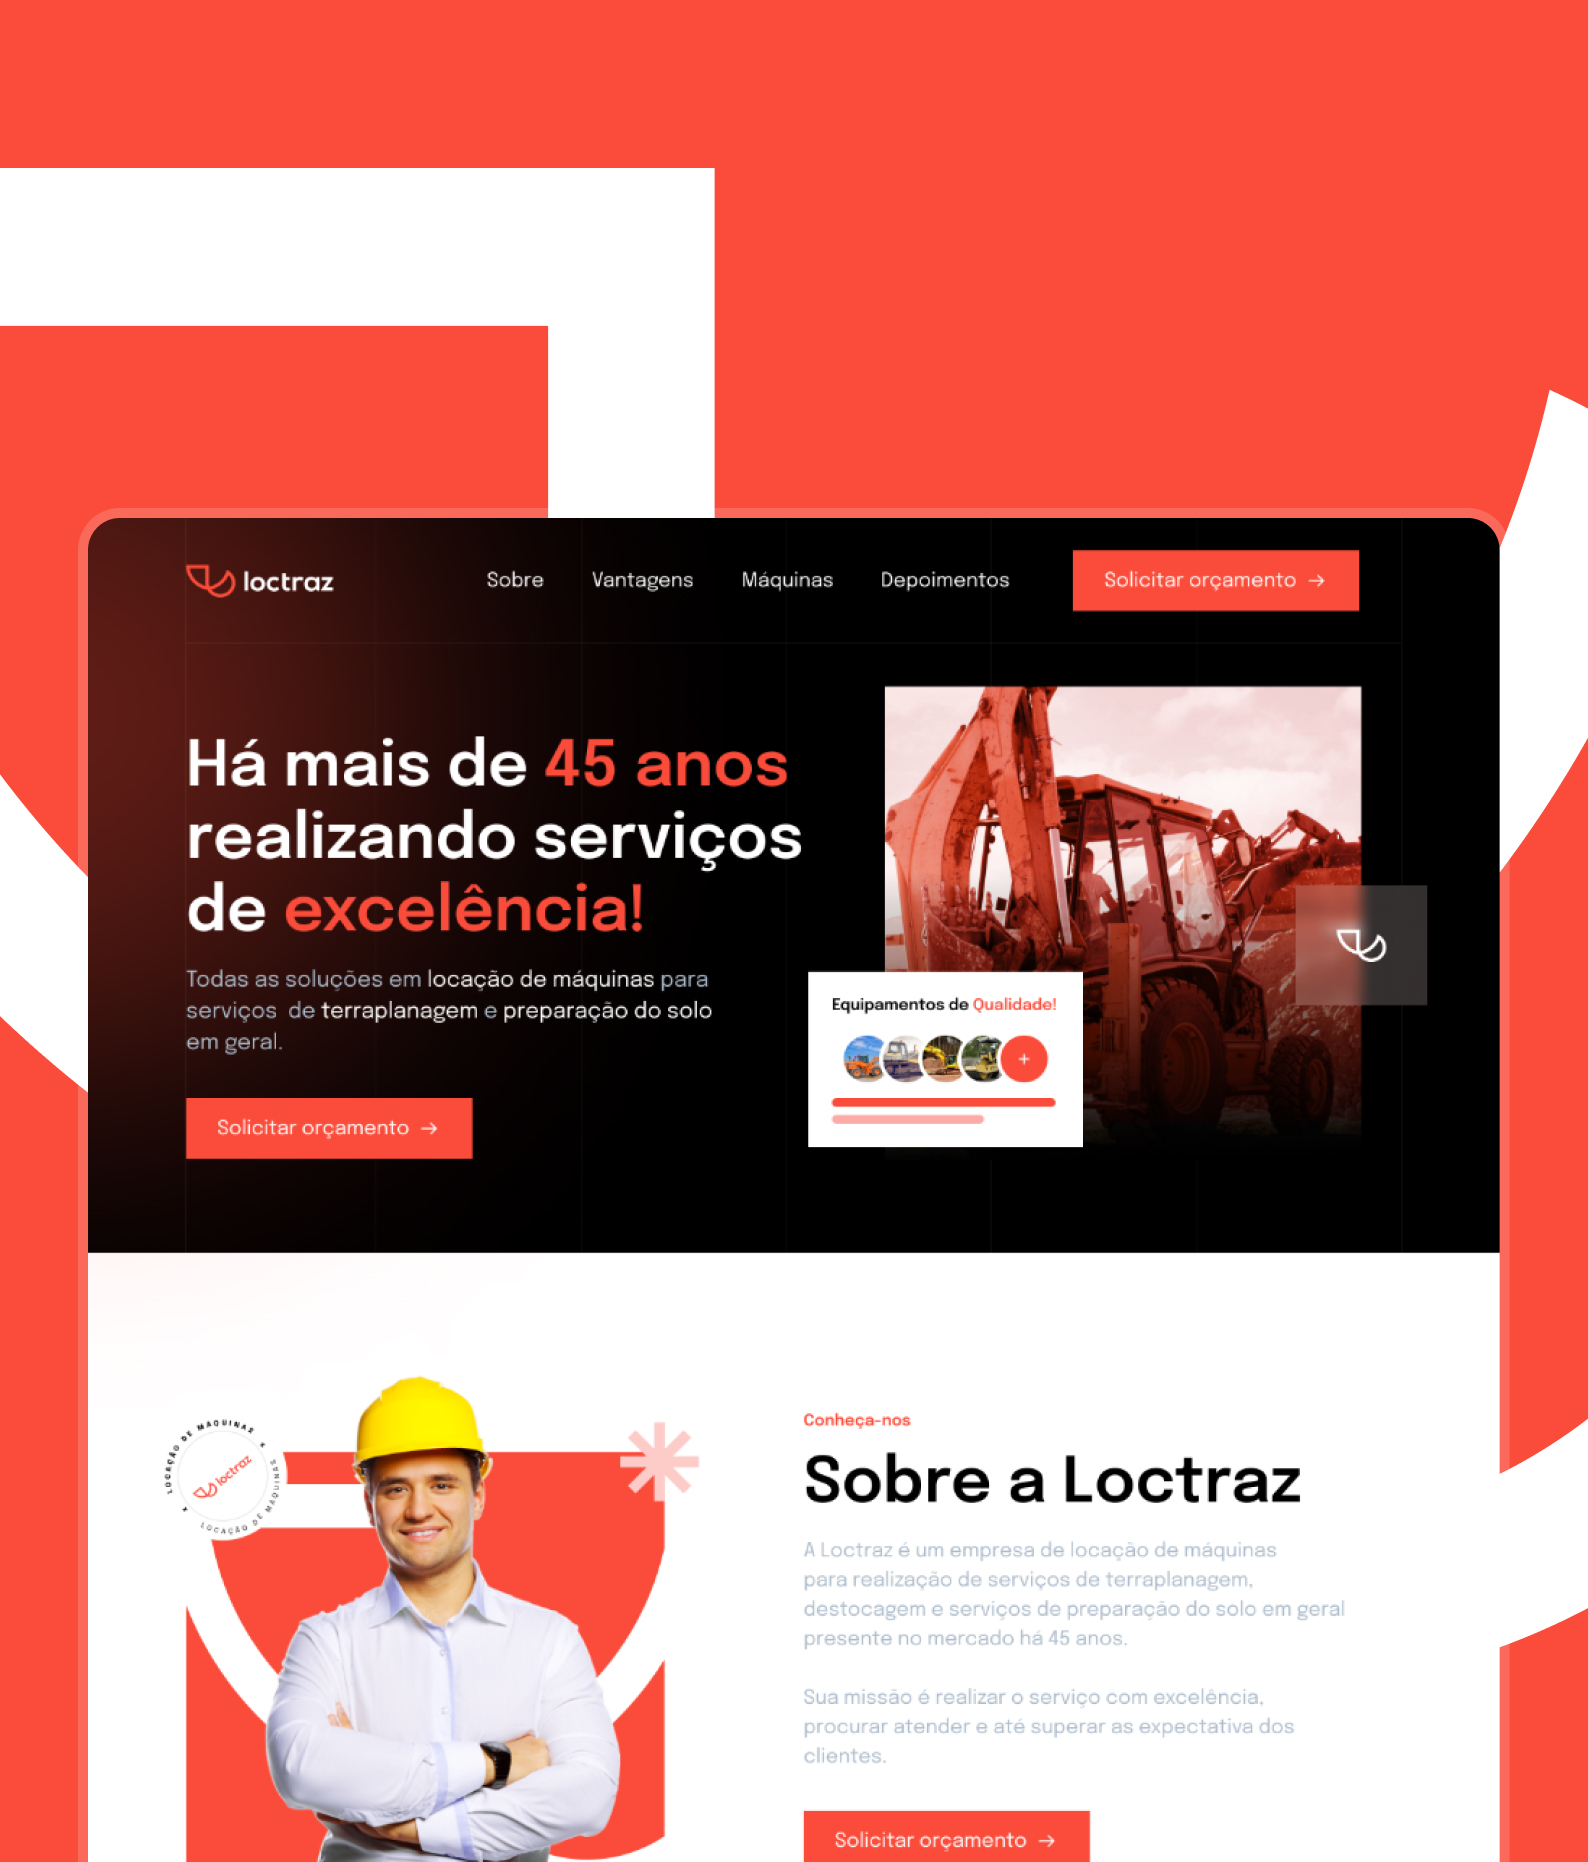 loctraz
Sobre
Vantagens
Máquinas
Depoimentos
Solicitar orçamento →
Há mais de 45 anos
realizando serviços
de excelência!
Todas as soluções em locação de máquinas para
serviços de terraplanagem e preparação do solo
em geral.
Solicitar orçamento →
Equipamentos de Qualidade!
+
LOCAÇÃO DE MAQUINAS
LOCAÇÃO DE MAQUINAS
loctraz
Conheça-nos
Sobre a Loctraz
A Loctraz é um empresa de locação de máquinas
para realização de serviços de terraplanagem,
destocagem e serviços de preparação do solo em geral
presente no mercado há 45 anos.
Sua missão é realizar o serviço com excelência,
procurar atender e até superar as expectativa dos
clientes.
Solicitar orçamento →